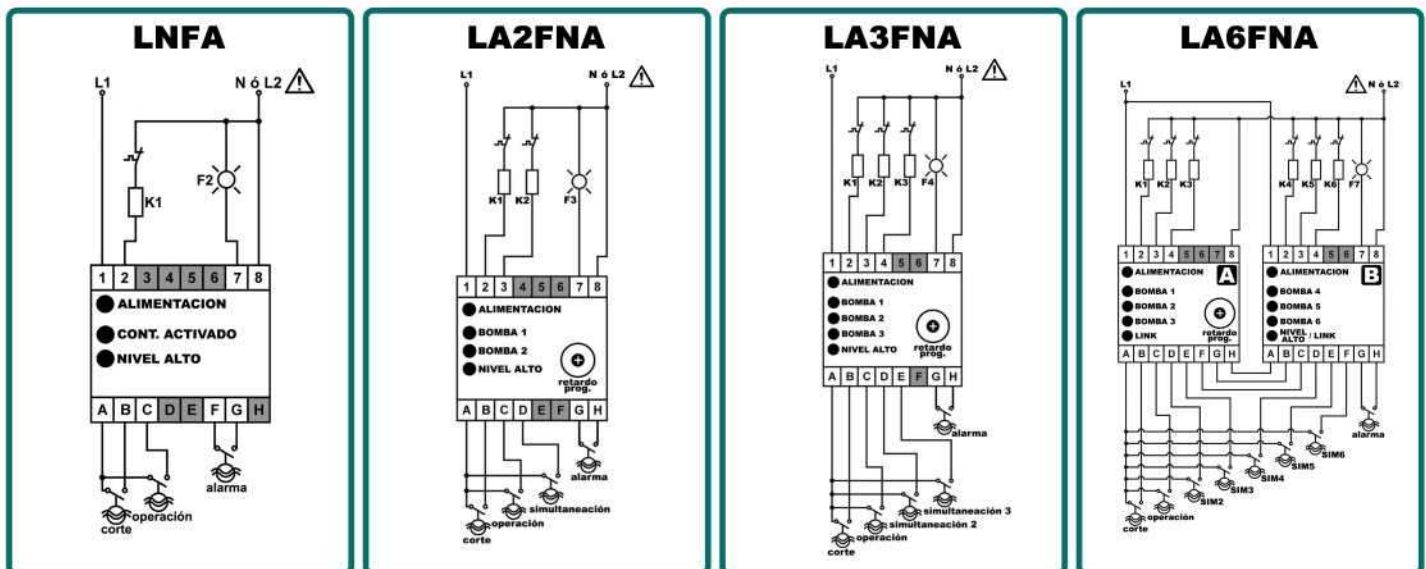 LNFA
L1
N ó L2
K1
F2
1 2 3 4 5 6 7 8
ALIMENTACION
CONT. ACTIVADO
NIVEL ALTO
A B C D E F G H
alarma
operación
corte
LA2FNA
L1
N ó L2
K1 K2 F3
1 2 3 4 5 6 7 8
ALIMENTACION
BOMBA 1
BOMBA 2
NIVEL ALTO
retardo
prog.
A B C D E F G H
alarma
simultaneación
operación
corte
LA3FNA
L1
N ó L2
K1 K2 K3 F4
1 2 3 4 5 6 7 8
ALIMENTACION
BOMBA 1
BOMBA 2
BOMBA 3
NIVEL ALTO
retardo
prog.
A B C D E F G H
alarma
simultaneación 3
simultaneación 2
operación
corte
LA6FNA
L1
N ó L2
K1 K2 K3 K4 K5 K6 F7
1 2 3 4 5 6 7 8
ALIMENTACION
A
BOMBA 1
BOMBA 2
BOMBA 3
LINK
retardo
prog.
A B C D E F G H
1 2 3 4 5 6 7 8
ALIMENTACION
B
BOMBA 4
BOMBA 5
BOMBA 6
NIVEL
ALTO / LINK
retardo
prog.
A B C D E F G H
alarma
SIM6
SIM5
SIM4
SIM3
SIM2
operación
corte